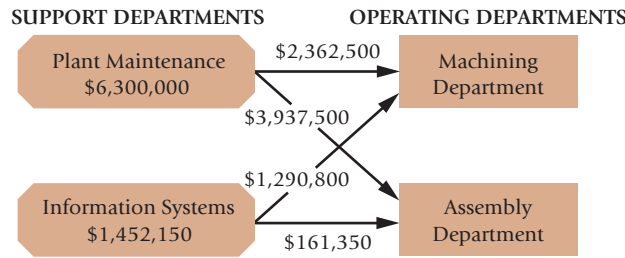 SUPPORT DEPARTMENTS
OPERATING DEPARTMENTS
Plant Maintenance
$6,300,000
$2,362,500
Machining
Department
$3,937,500
$1,290,800
Information Systems
$1,452,150
$161,350
Assembly
Department